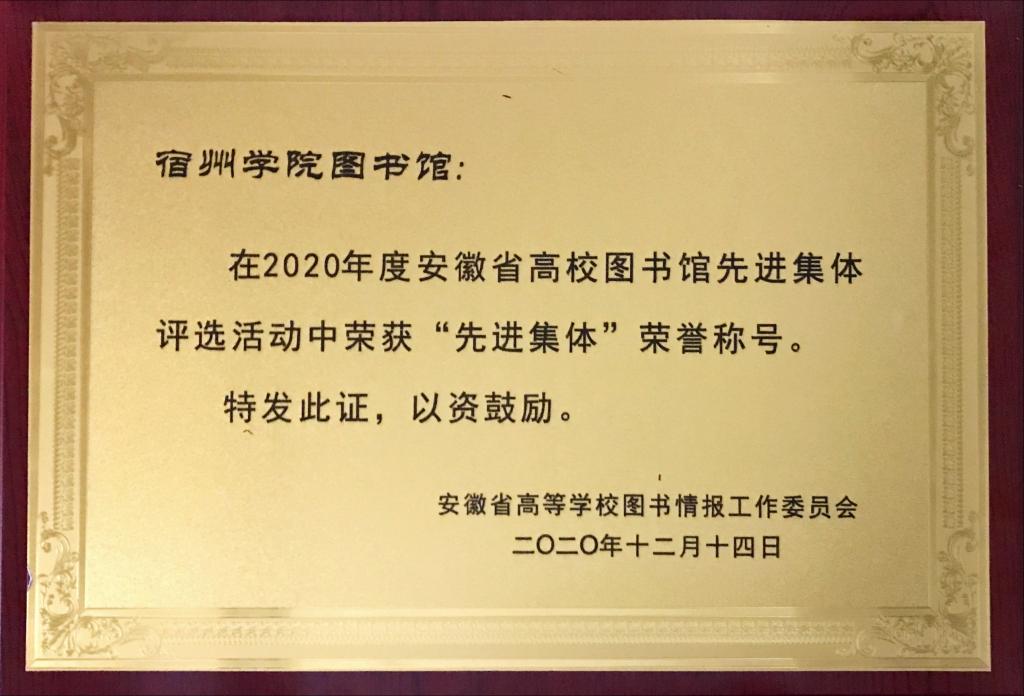 宿州学院图书馆:
在2020年度安徽省高校图书馆先进集体
评选活动中荣获“先进集体”荣誉称号。
特发此证，以资鼓励。
安徽省高等学校图书情报工作委员会
二〇二〇年十二月十四日